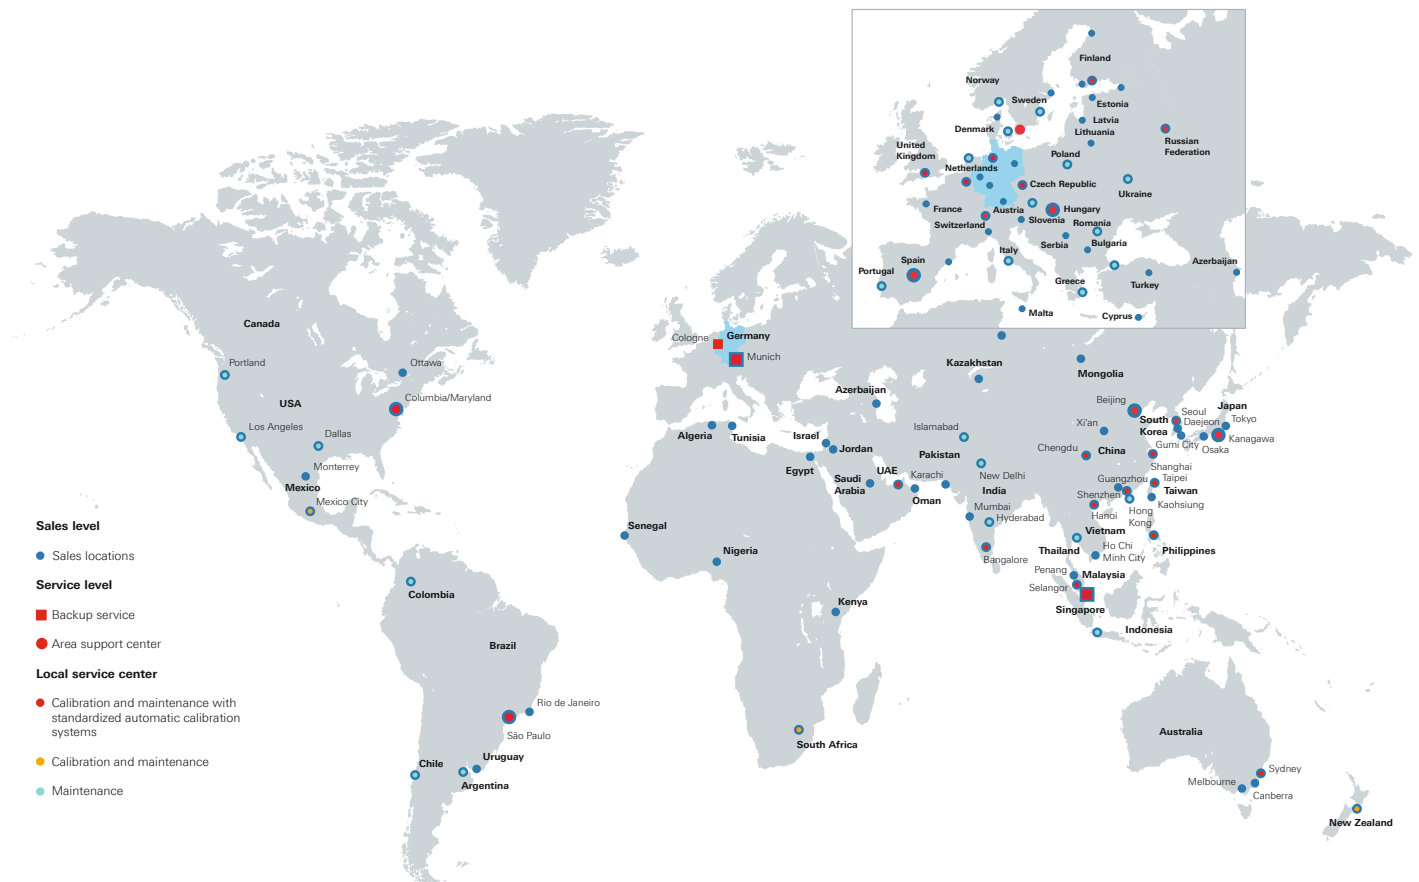 Finland
Norway
Sweden
Estonia
Latvia
Denmark
Lithuania
United
Kingdom
Russian
Federation
Poland
Netherlands
Czech Republic
Ukraine
France
Austria
Hungary
Slovenia
Switzerland
Romania
Serbia
Bulgaria
Italy
Spain
Portugal
Azerbaijan
Greece
Turkey
Malta
Cyprus
Canada
Portland
Ottawa
USA
Columbia/Maryland
Los Angeles
Dallas
Monterrey
Mexico
Mexico City
Cologne
Germany
Munich
Kazakhstan
Mongolia
Azerbaijan
Beijing
Algeria
Tunisia
Israel
Jordan
Egypt
Saudi
Arabia
UAE
Oman
Islamabad
Pakistan
Karachi
New Delhi
India
Mumbai
Hyderabad
Bangalore
Xi'an
Chengdu
China
South
Korea
Seoul
Daejeon
Gumi City
Japan
Tokyo
Kanagawa
Osaka
Shanghai
Guangzhou
Taipei
Taiwan
Kaohsiung
Shenzhen
Hanoi
Hong
Kong
Vietnam
Thailand
Ho Chi
Minh City
Philippines
Penang
Malaysia
Selangor
Singapore
Indonesia
Senegal
Nigeria
Kenya
South Africa
Colombia
Brazil
Rio de Janeiro
São Paulo
Uruguay
Chile
Argentina
Australia
Sydney
Melbourne
Canberra
New Zealand
Sales level
Sales locations
Service level
Backup service
Area support center
Local service center
Calibration and maintenance with
standardized automatic calibration
systems
Calibration and maintenance
Maintenance